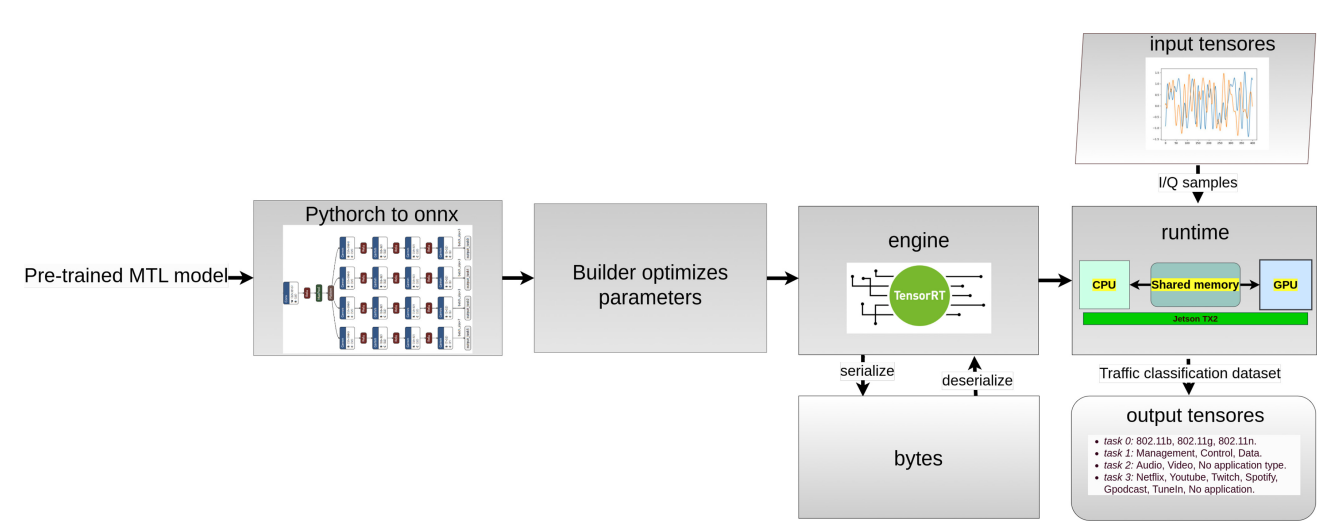 input tensores
I/Q samples
Pythorch to onnx
Pre-trained MTL model
Builder optimizes
parameters
engine
TensorRT
runtime
CPU
Shared memory
GPU
Jetson TX2
serialize
deserialize
bytes
Traffic classification dataset
output tensores
• task 0: 802.11b, 802.11g, 802.11n.
• task 1: Management, Control, Data.
• task 2: Audio, Video, No application type.
• task 3: Netflix, Youtube, Twitch, Spotify,
Gpodcast, TuneIn, No application.